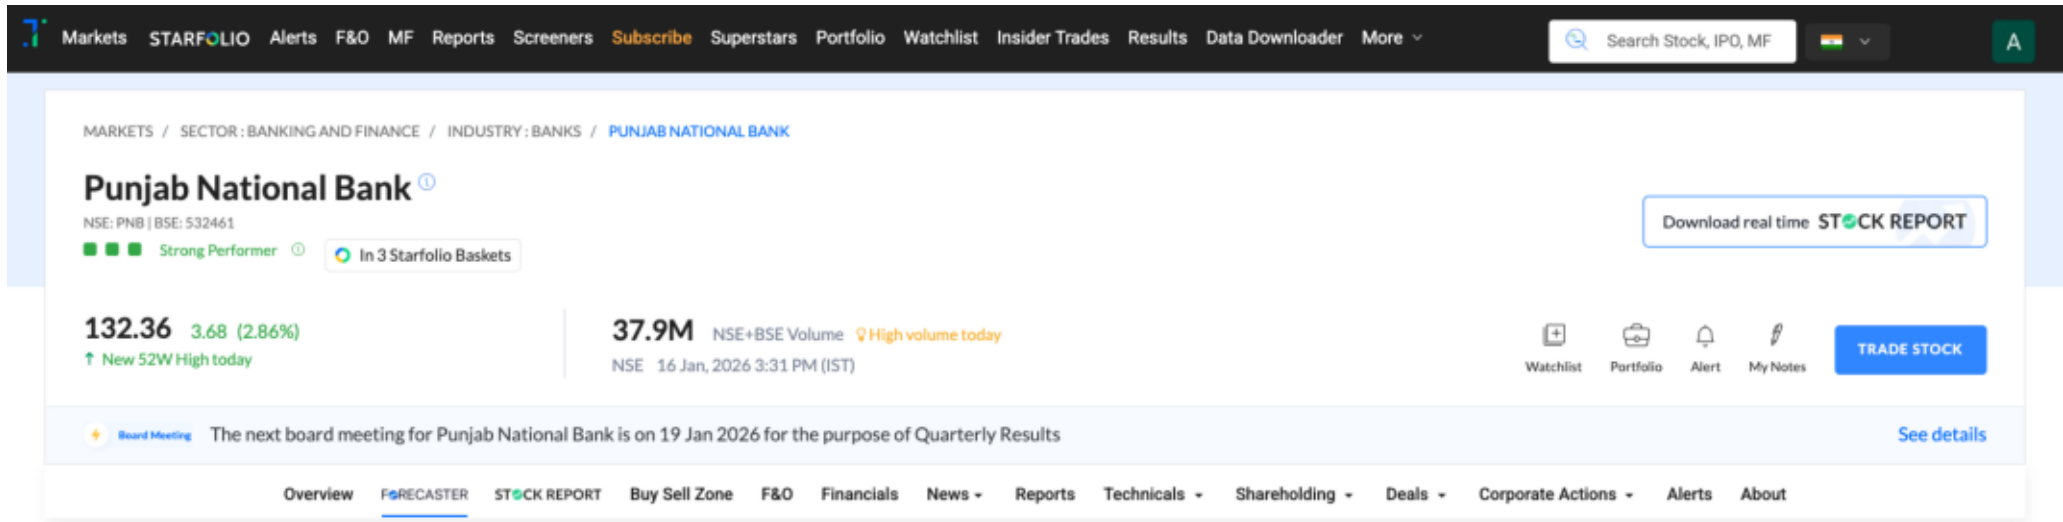 Markets STARFOLIO Alerts F&O MF Reports Screeners Subscribe Superstars Portfolio Watchlist Insider Trades Results Data Downloader More Search Stock, IPO, MF A
MARKETS / SECTOR : BANKING AND FINANCE / INDUSTRY : BANKS / PUNJAB NATIONAL BANK
Punjab National Bank
NSE: PNB | BSE: 532461
Strong Performer In 3 Starfolio Baskets
Download real time STOCK REPORT
132.36 3.68 (2.86%)
↑ New 52W High today
37.9M NSE+BSE Volume High volume today
NSE 16 Jan, 2026 3:31 PM (IST)
Watchlist Portfolio Alert My Notes TRADE STOCK
Board Meeting The next board meeting for Punjab National Bank is on 19 Jan 2026 for the purpose of Quarterly Results See details
Overview FORECASTER STOCK REPORT Buy Sell Zone F&O Financials News Reports Technicals Shareholding Deals Corporate Actions Alerts About